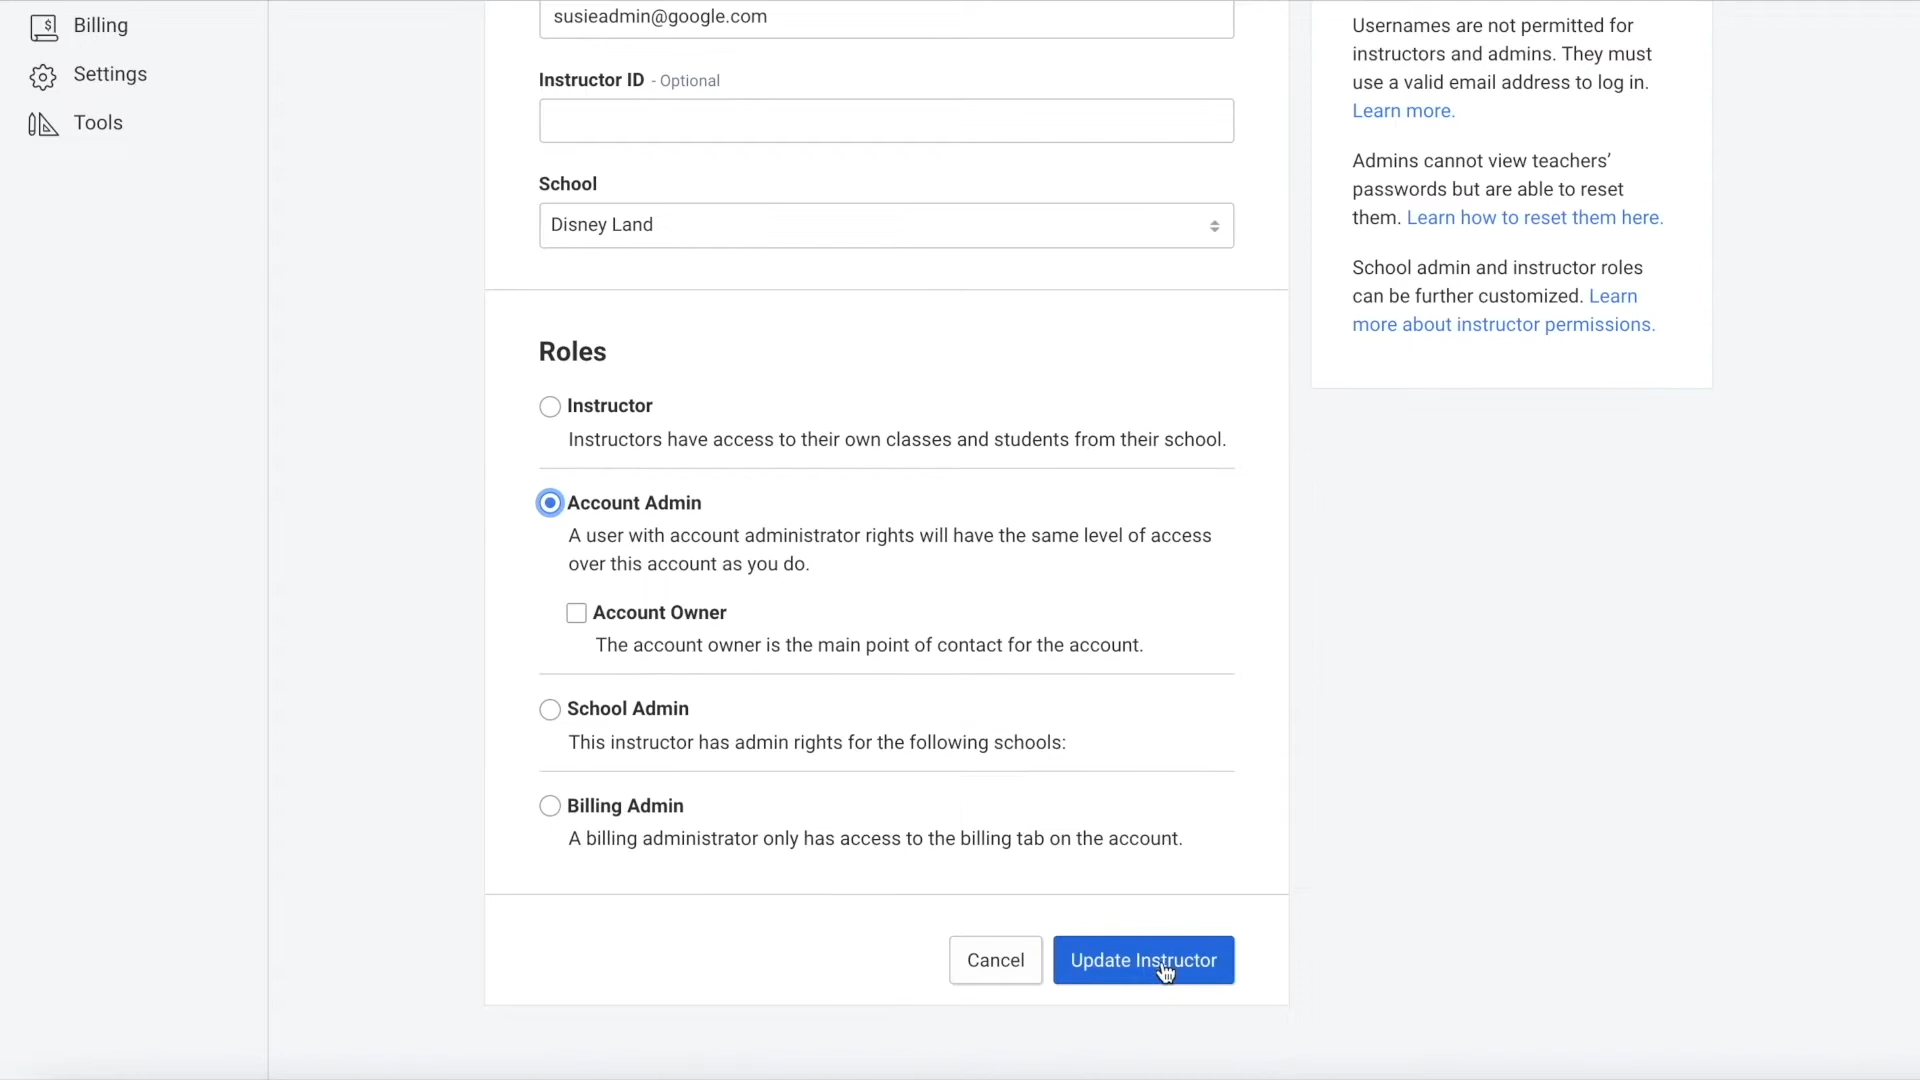 Billing
Settings
Tools
susieadmin@google.com
Instructor ID - Optional
School
Disney Land
Roles
Instructor
Instructors have access to their own classes and students from their school.
Account Admin
A user with account administrator rights will have the same level of access
over this account as you do.
Account Owner
The account owner is the main point of contact for the account.
School Admin
This instructor has admin rights for the following schools:
Billing Admin
A billing administrator only has access to the billing tab on the account.
Cancel
Update Instructor
Usernames are not permitted for
instructors and admins. They must
use a valid email address to log in.
Learn more.
Admins cannot view teachers’
passwords but are able to reset
them. Learn how to reset them here.
School admin and instructor roles
can be further customized. Learn
more about instructor permissions.